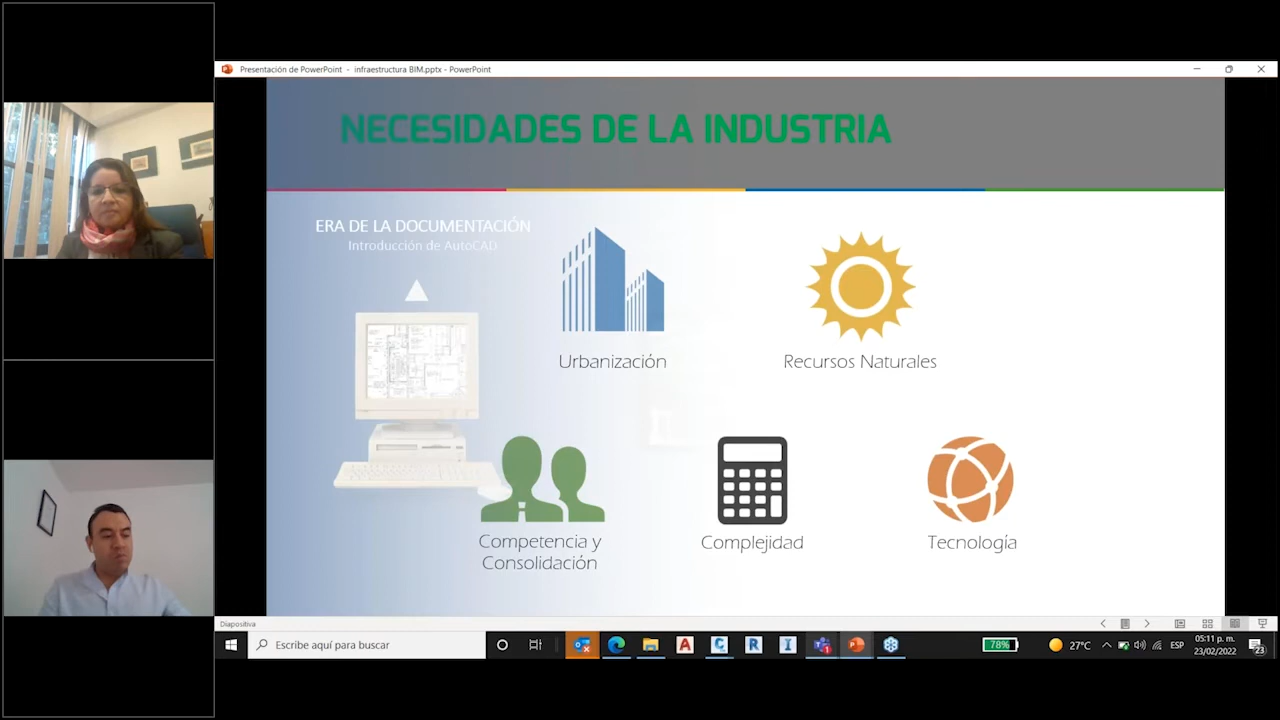 Presentación de PowerPoint - infraestructura BIM.pptx - PowerPoint
NECESIDADES DE LA INDUSTRIA
ERA DE LA DOCUMENTACIÓN
Introducción de AutoCAD
Urbanización
Recursos Naturales
Competencia y
Consolidación
Complejidad
Tecnología
Diapositiva
Escribe aquí para buscar
78%
27°C
ESP
05:11 p. m.
23/02/2022
23